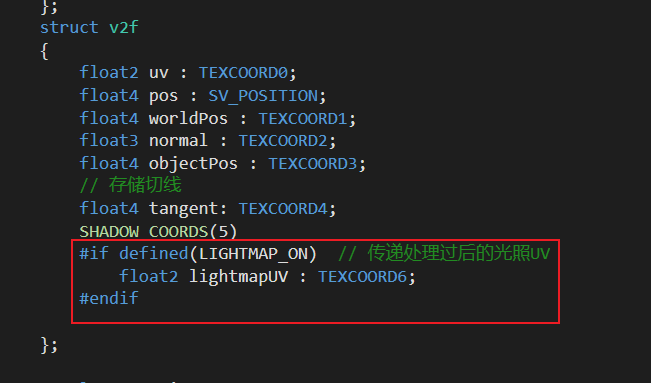 };
struct v2f
{
float2 uv : TEXCOORD0;
float4 pos : SV_POSITION;
float4 worldPos : TEXCOORD1;
float3 normal : TEXCOORD2;
float4 objectPos : TEXCOORD3;
// 存储切线
float4 tangent: TEXCOORD4;
SHADOW_COORDS(5)
#if defined(LIGHTMAP_ON)  // 传递处理过后的光照UV
float2 lightmapUV : TEXCOORD6;
#endif
};